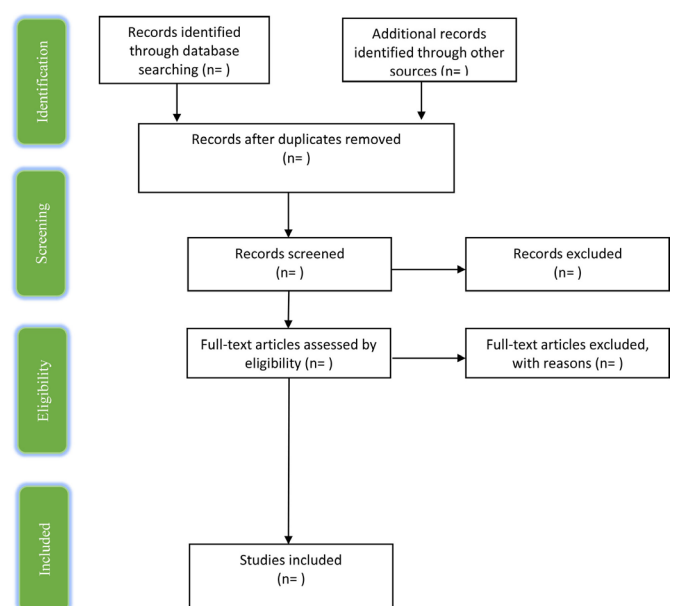 Identification
Records identified
through database
searching (n= )
Additional records
identified through other
sources (n= )
Records after duplicates removed
(n= )
Screening
Records screened
(n= )
Records excluded
(n= )
Eligibility
Full-text articles assessed by
eligibility (n= )
Full-text articles excluded,
with reasons (n= )
Included
Studies included
(n= )